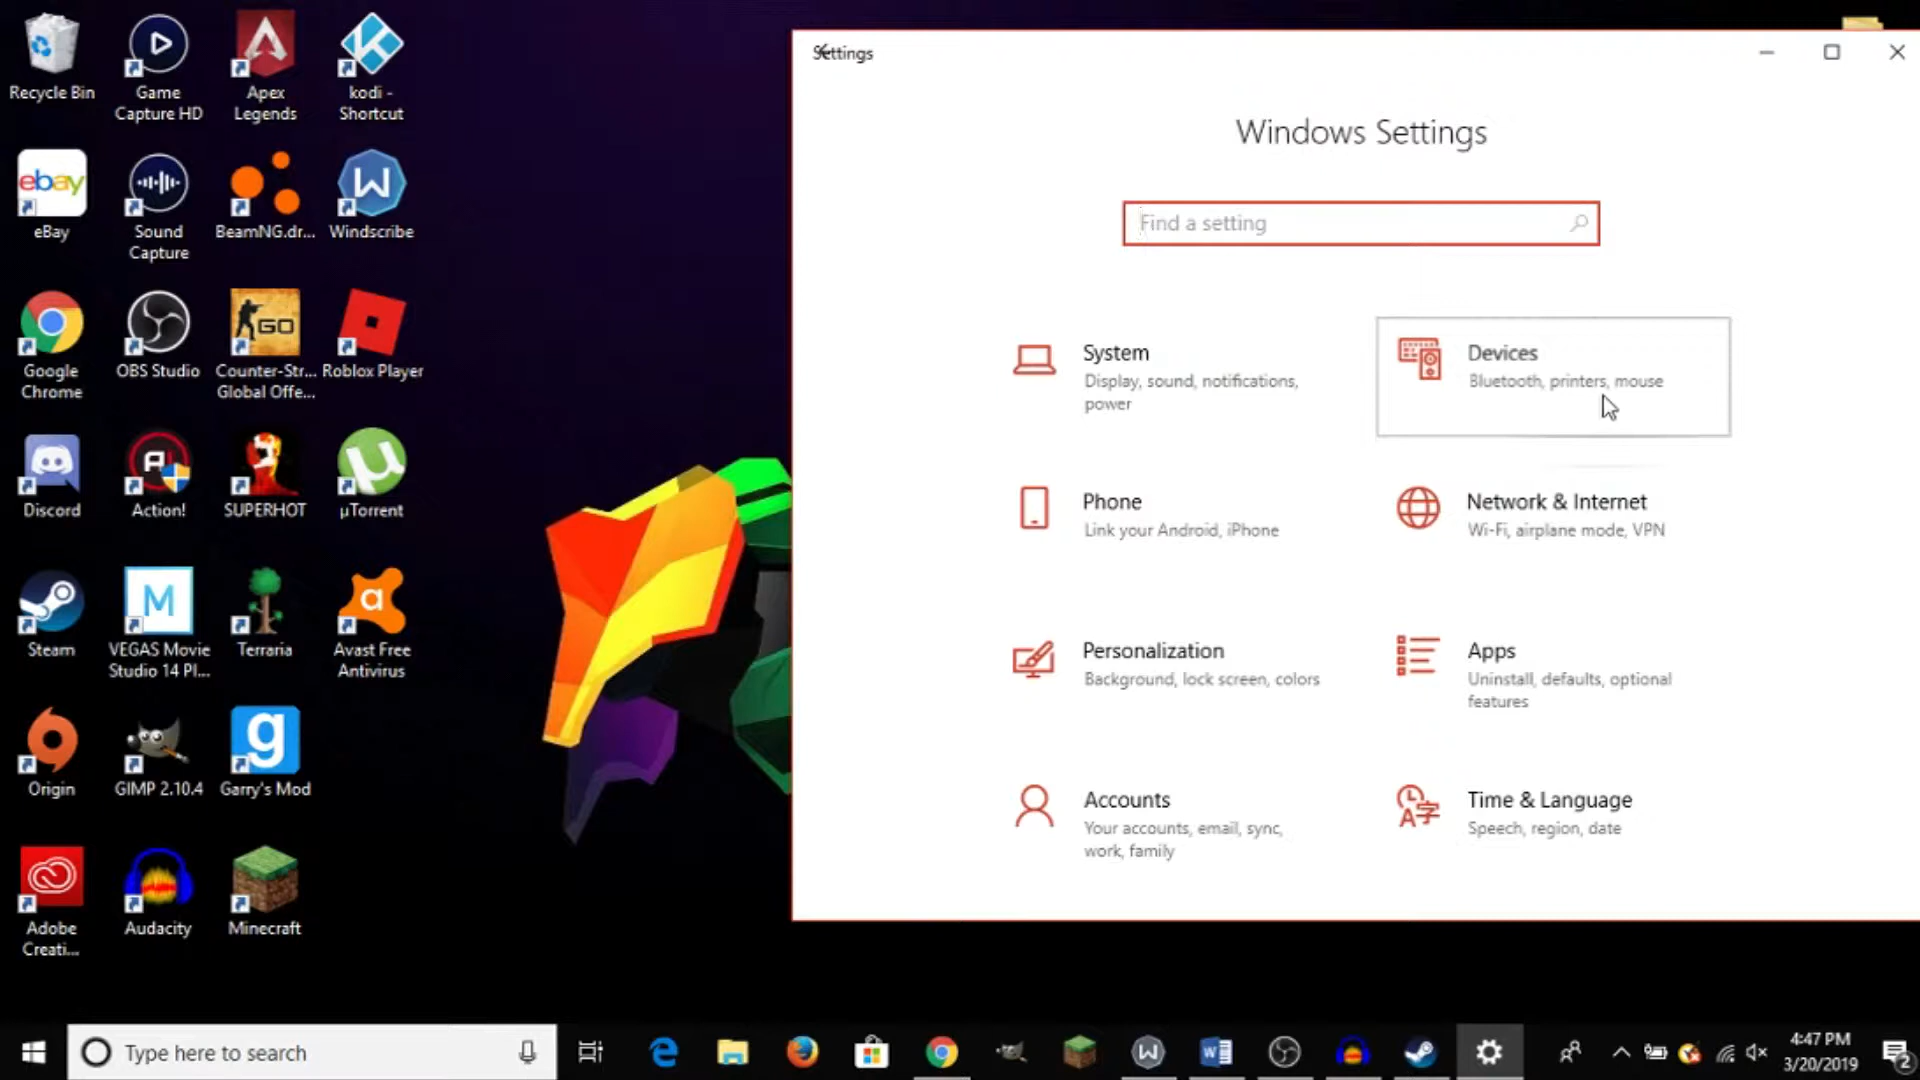 Recycle Bin
Game
Capture HD
Apex
Legends
kodi -
Shortcut
ebay
eBay
Sound
Capture
BeamNG.dr...
W
Windscribe
Google
Chrome
OBS Studio
GO
Counter-Str...
Global Offe...
Roblox Player
Discord
Action!
SUPERHOT
µ
µTorrent
Steam
M
VEGAS Movie
Studio 14 Pl...
Terraria
a
Avast Free
Antivirus
Origin
GIMP 2.10.4
g
Garry's Mod
Adobe
Creati...
Audacity
Minecraft
Settings
Windows Settings
Find a setting
System
Display, sound, notifications,
power
Devices
Bluetooth, printers, mouse
Phone
Link your Android, iPhone
Network & Internet
Wi-Fi, airplane mode, VPN
Personalization
Background, lock screen, colors
Apps
Uninstall, defaults, optional
features
Accounts
Your accounts, email, sync,
work, family
Time & Language
Speech, region, date
Type here to search
4:47 PM
3/20/2019
2